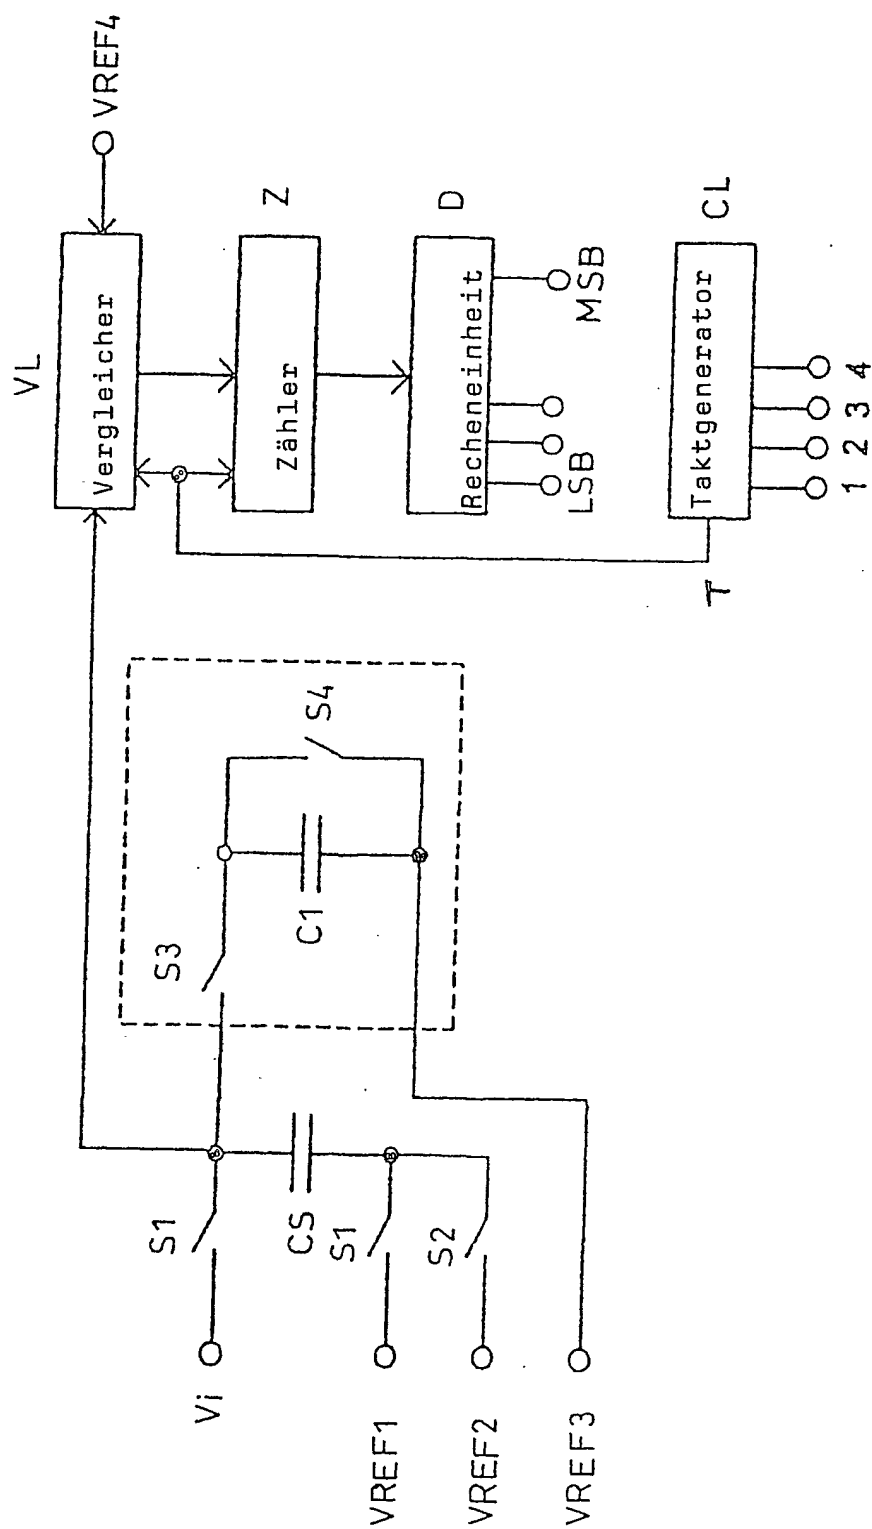 Vi
S1
CS
VREF1
S1
VREF2
S2
VREF3
S3
C1
S4
VL
Vergleicher
VREF4
Zähler
Z
Recheneinheit
D
LSB
MSB
T
Taktgenerator
CL
1
2
3
4